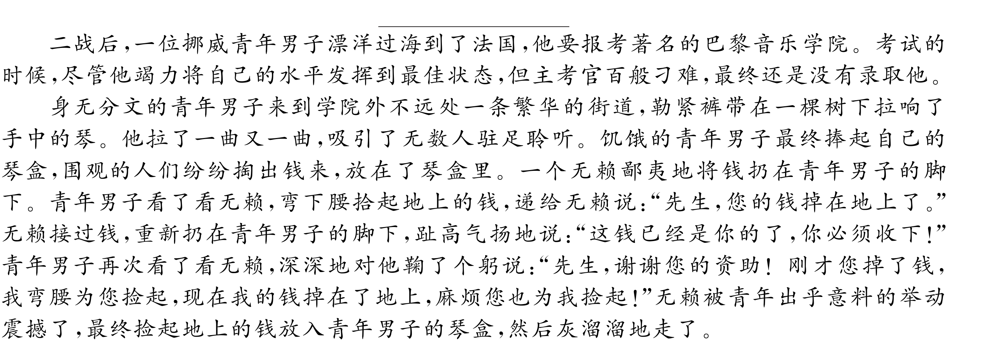 二战后,一位挪威青年男子漂洋过海到了法国,他要报考著名的巴黎音乐学院。考试的
时候,尽管他竭力将自己的水平发挥到最佳状态,但主考官百般刁难,最终还是没有录取他。
身无分文的青年男子来到学院外不远处一条繁华的街道,勒紧裤带在一棵树下拉响了
手中的琴。他拉了一曲又一曲,吸引了无数人驻足聆听。饥饿的青年男子最终捧起自己的
琴盒,围观的人们纷纷掏出钱来,放在了琴盒里。一个无赖鄙夷地将钱扔在青年男子的脚
下。青年男子看了看无赖,弯下腰拾起地上的钱,递给无赖说:“先生,您的钱掉在地上了。”
无赖接过钱,重新扔在青年男子的脚下,趾高气扬地说:“这钱已经是你的了,你必须收下!”
青年男子再次看了看无赖,深深地对他鞠了个躬说:“先生,谢谢您的资助! 刚才您掉了钱,
我弯腰为您捡起,现在我的钱掉在了地上,麻烦您也为我捡起!”无赖被青年出乎意料的举动
震撼了,最终捡起地上的钱放入青年男子的琴盒,然后灰溜溜地走了。